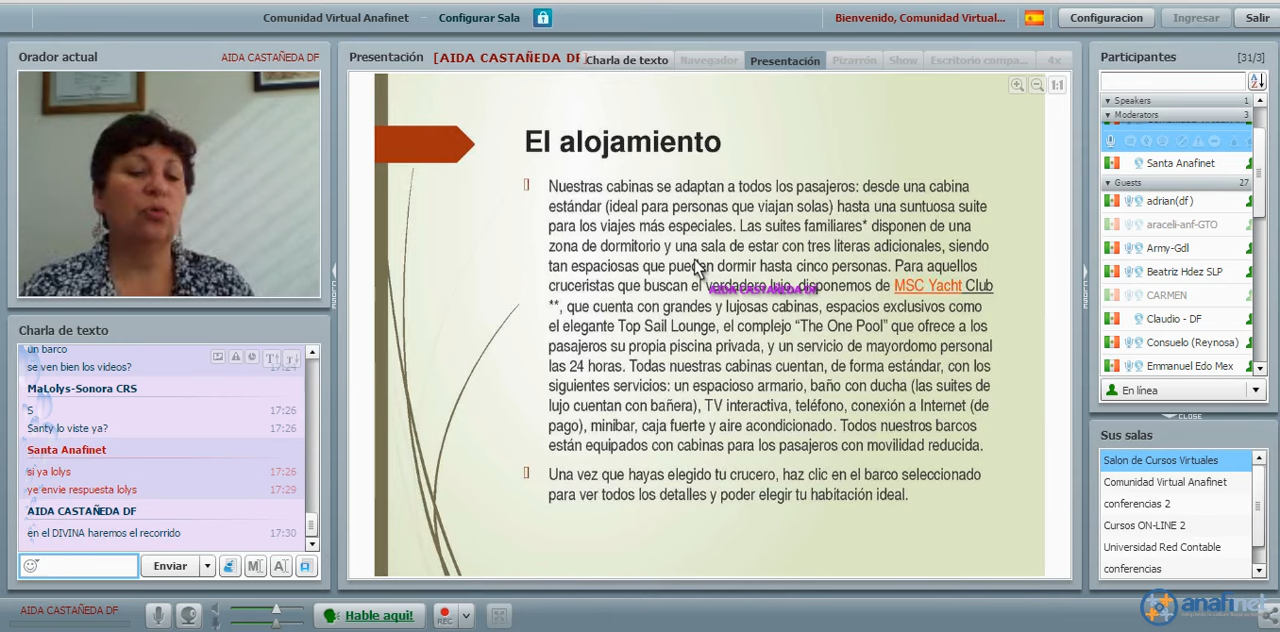 Comunidad Virtual Anafinet
Configurar Sala
Bienvenido, Comunidad Virtual...
Configuracion
Ingresar
Salir
Orador actual
AIDA CASTAÑEDA DF
Presentación
[AIDA CASTAÑEDA DF]
Charla de texto
Navegador
Presentación
Pizarrón
Show
Escritorio compa...
4x
1:1
El alojamiento
Nuestras cabinas se adaptan a todos los pasajeros: desde una cabina
estándar (ideal para personas que viajan solas) hasta una suntuosa suite
para los viajes más especiales. Las suites familiares* disponen de una
zona de dormitorio y una sala de estar con tres literas adicionales, siendo
tan espaciosas que pueden dormir hasta cinco personas. Para aquellos
cruceristas que buscan el verdadero lujo, disponemos de MSC Yacht Club
**, que cuenta con grandes y lujosas cabinas, espacios exclusivos como
el elegante Top Sail Lounge, el complejo “The One Pool” que ofrece a los
pasajeros su propia piscina privada, y un servicio de mayordomo personal
las 24 horas. Todas nuestras cabinas cuentan, de forma estándar, con los
siguientes servicios: un espacioso armario, baño con ducha (las suites de
lujo cuentan con bañera), TV interactiva, teléfono, conexión a Internet (de
pago), minibar, caja fuerte y aire acondicionado. Todos nuestros barcos
están equipados con cabinas para los pasajeros con movilidad reducida.
Una vez que hayas elegido tu crucero, haz clic en el barco seleccionado
para ver todos los detalles y poder elegir tu habitación ideal.
Charla de texto
un barco
se ven bien los videos? 17:24
MaLolys-Sonora CRS
S 17:26
Santy lo viste ya? 17:26
Santa Anafinet
si ya lolys 17:26
ye envie respuesta lolys 17:29
AIDA CASTAÑEDA DF
en el DIVINA haremos el recorrido 17:30
Enviar
Participantes
[31/3]
Speakers 1
Moderators 3
Santa Anafinet
Guests 27
adrian(df)
araceli-anf-GTO
Army-Gdl
Beatriz Hdez SLP
CARMEN
Claudio - DF
Consuelo (Reynosa)
Emmanuel Edo Mex
En línea
CLOSE
Sus salas
Salon de Cursos Virtuales
Comunidad Virtual Anafinet
conferencias 2
Cursos ON-LINE 2
Universidad Red Contable
conferencias
AIDA CASTAÑEDA DF
Hable aqui!
REC
anafinet